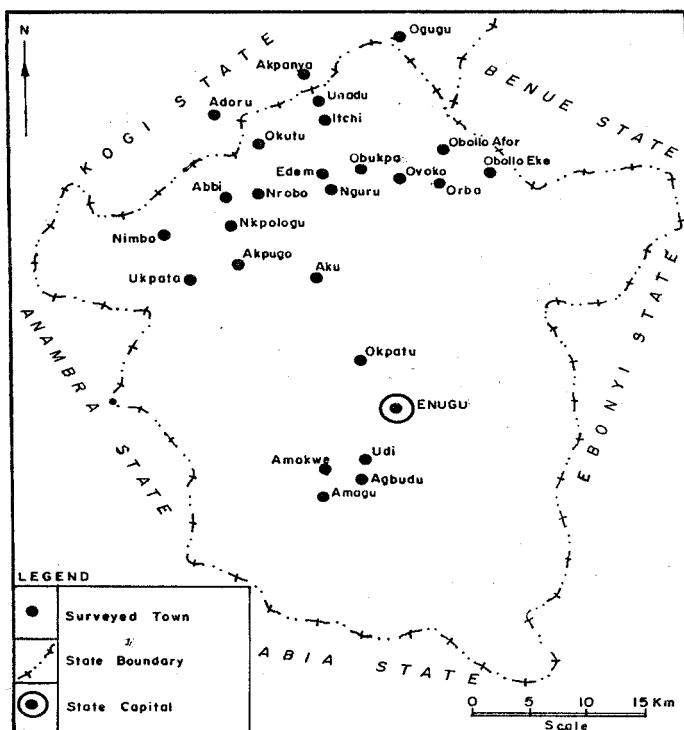 N
Ogugu
Akpanya
KOGI STATE
BENUE STATE
Unadu
Adoru
Itchi
Okutu
Obollo Afor
Obukpa
Obollo Eke
Edem
Ovoko
Orba
Abbi
Nrobo
Nguru
Nkpologu
Nimbo
Akpugo
Aku
Ukpata
ANAMBRA STATE
EBONYI STATE
Okpatu
ENUGU
Udi
Amokwe
Agbudu
Amagu
LEGEND
Surveyed Town
State Boundary
State Capital
ABIA STATE
0 5 10 15 Km
Scale